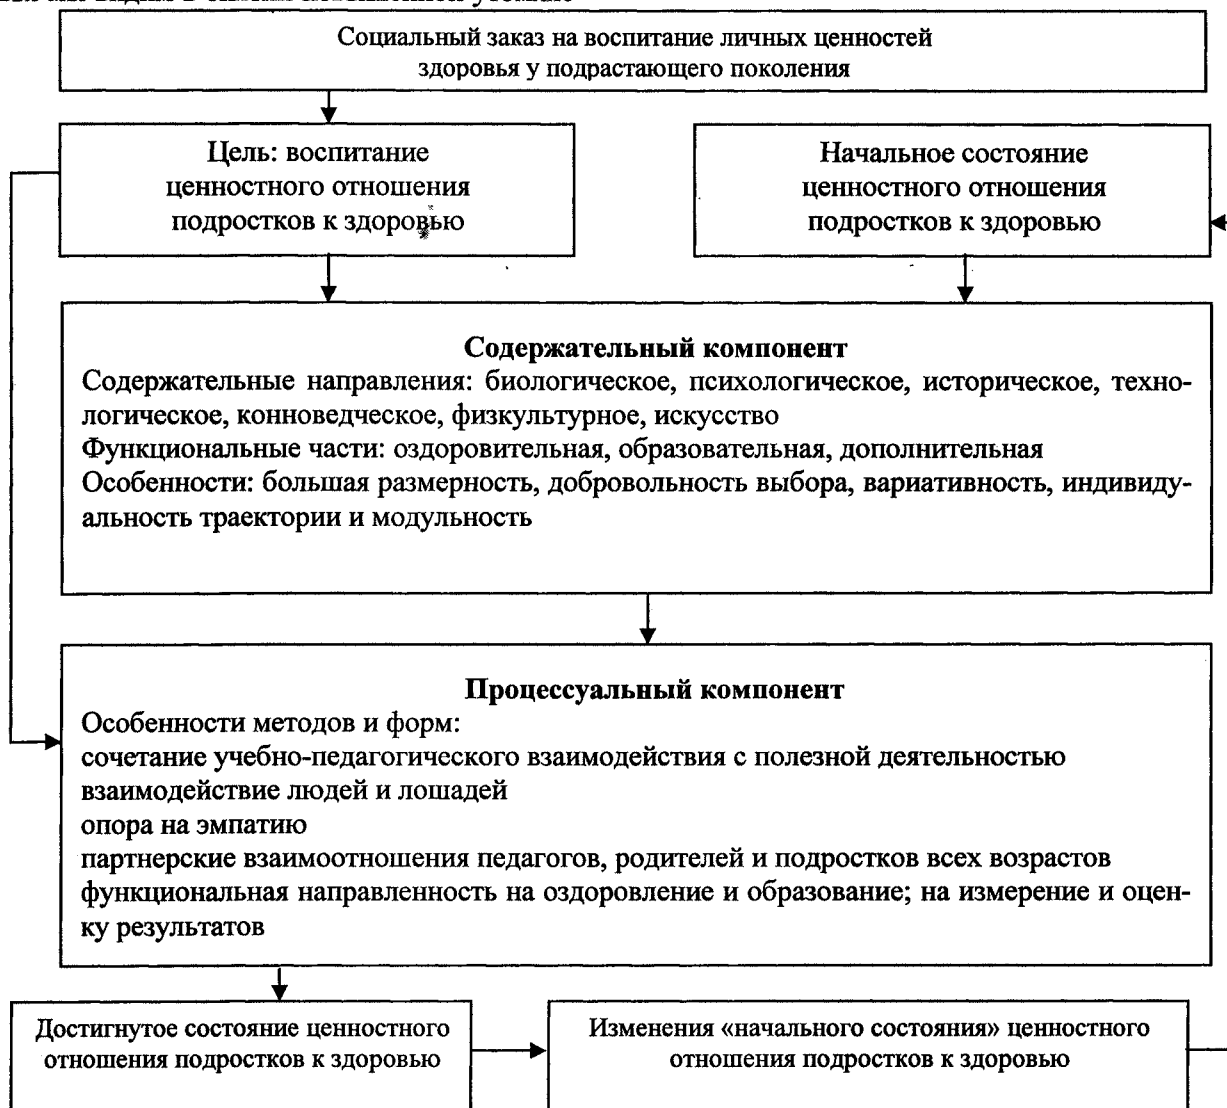 Социальный заказ на воспитание личных ценностей
здоровья у подрастающего поколения
Цель: воспитание
ценностного отношения
подростков к здоровью
Начальное состояние
ценностного отношения
подростков к здоровью
Содержательный компонент
Содержательные направления: биологическое, психологическое, историческое, техно-
логическое, конноведческое, физкультурное, искусство
Функциональные части: оздоровительная, образовательная, дополнительная
Особенности: большая размерность, добровольность выбора, вариативность, индивиду-
альность траектории и модульность
Процессуальный компонент
Особенности методов и форм:
сочетание учебно-педагогического взаимодействия с полезной деятельностью
взаимодействие людей и лошадей
опора на эмпатию
партнерские взаимоотношения педагогов, родителей и подростков всех возрастов
функциональная направленность на оздоровление и образование; на измерение и оцен-
ку результатов
Достигнутое состояние ценностного
отношения подростков к здоровью
Изменения «начального состояния» ценностного
отношения подростков к здоровью